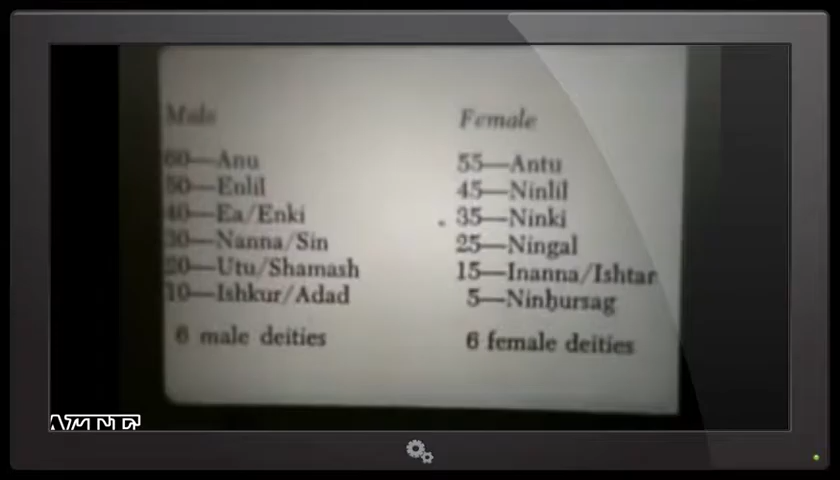 Male Female
60—Anu 55—Antu
50—Enlil 45—Ninlil
40—Ea/Enki 35—Ninki
30—Nanna/Sin 25—Ningal
20—Utu/Shamash 15—Inanna/Ishtar
10—Ishkur/Adad 5—Ninḫursag
6 male deities 6 female deities